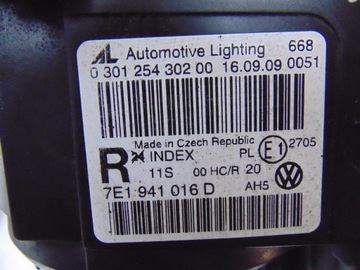 AL Automotive Lighting 668
0 301 254 302 00 16.09.09 0051
Made in Czech Republic
R INDEX PL E1 2705
11S 00 HC/R 20
7E1 941 016 D AH5